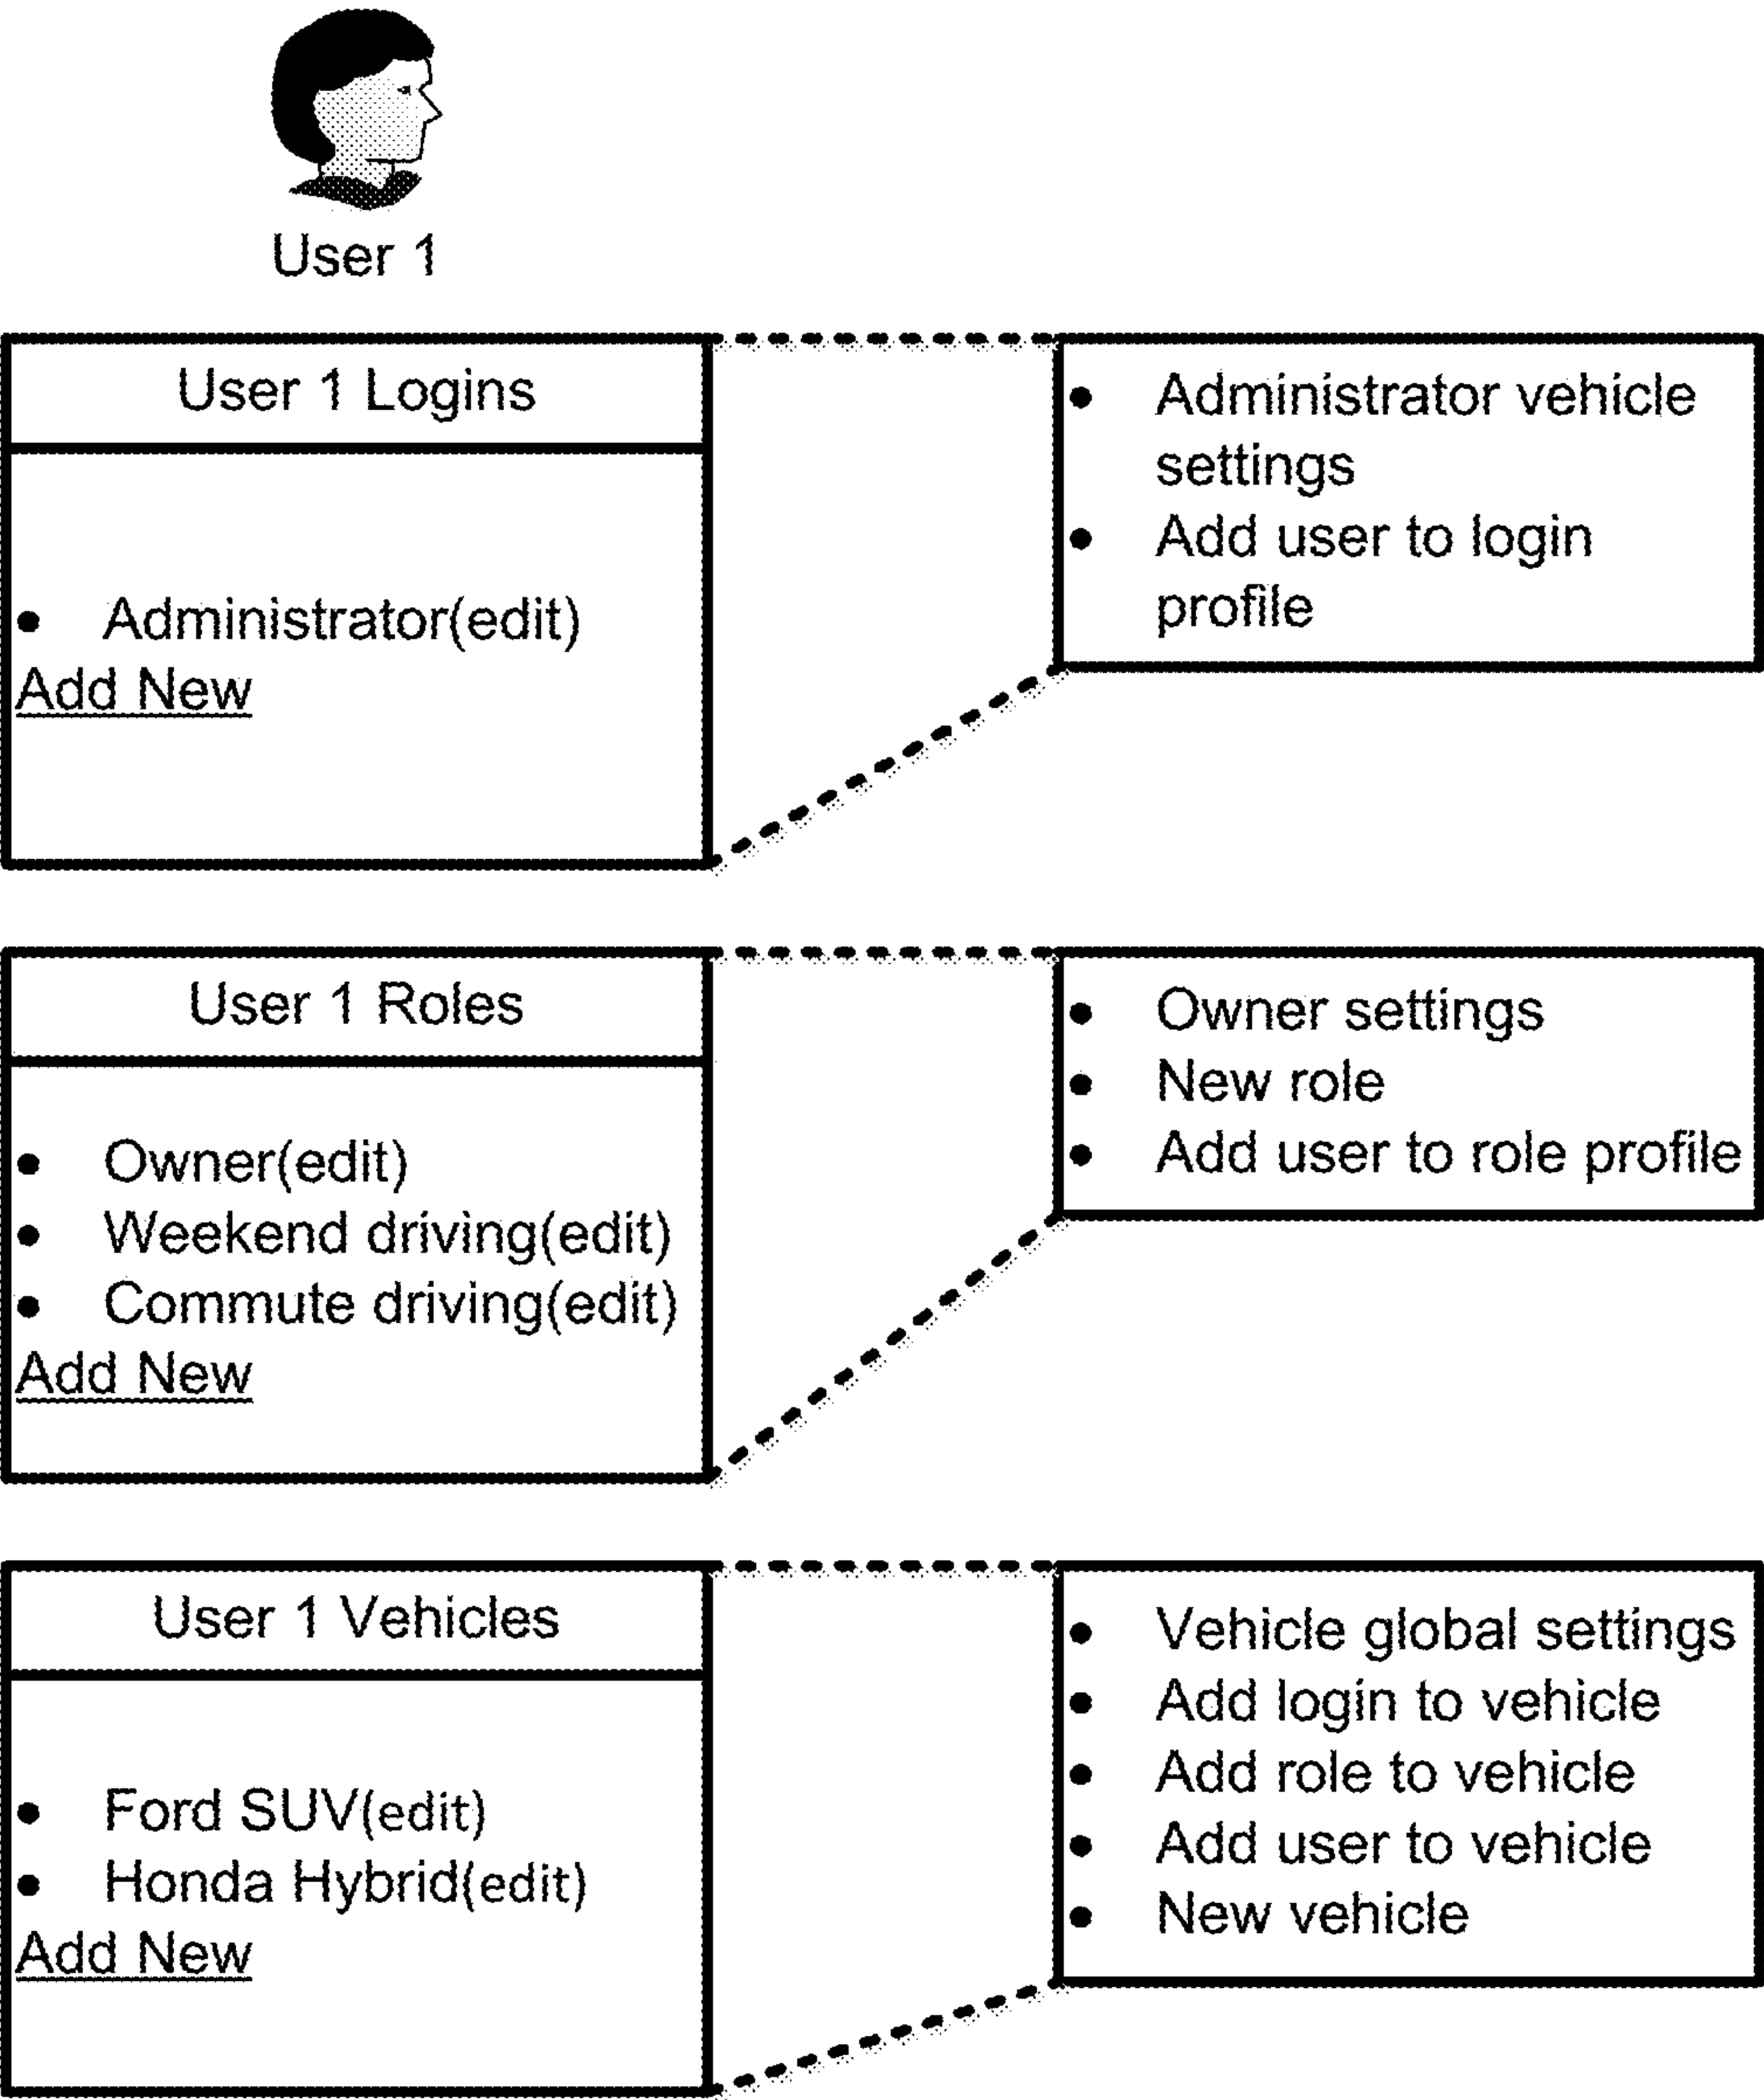 User 1
User 1 Logins
• Administrator(edit)
Add New
• Administrator vehicle
settings
• Add user to login
profile
User 1 Roles
• Owner(edit)
• Weekend driving(edit)
• Commute driving(edit)
Add New
• Owner settings
• New role
• Add user to role profile
User 1 Vehicles
• Ford SUV(edit)
• Honda Hybrid(edit)
Add New
• Vehicle global settings
• Add login to vehicle
• Add role to vehicle
• Add user to vehicle
• New vehicle